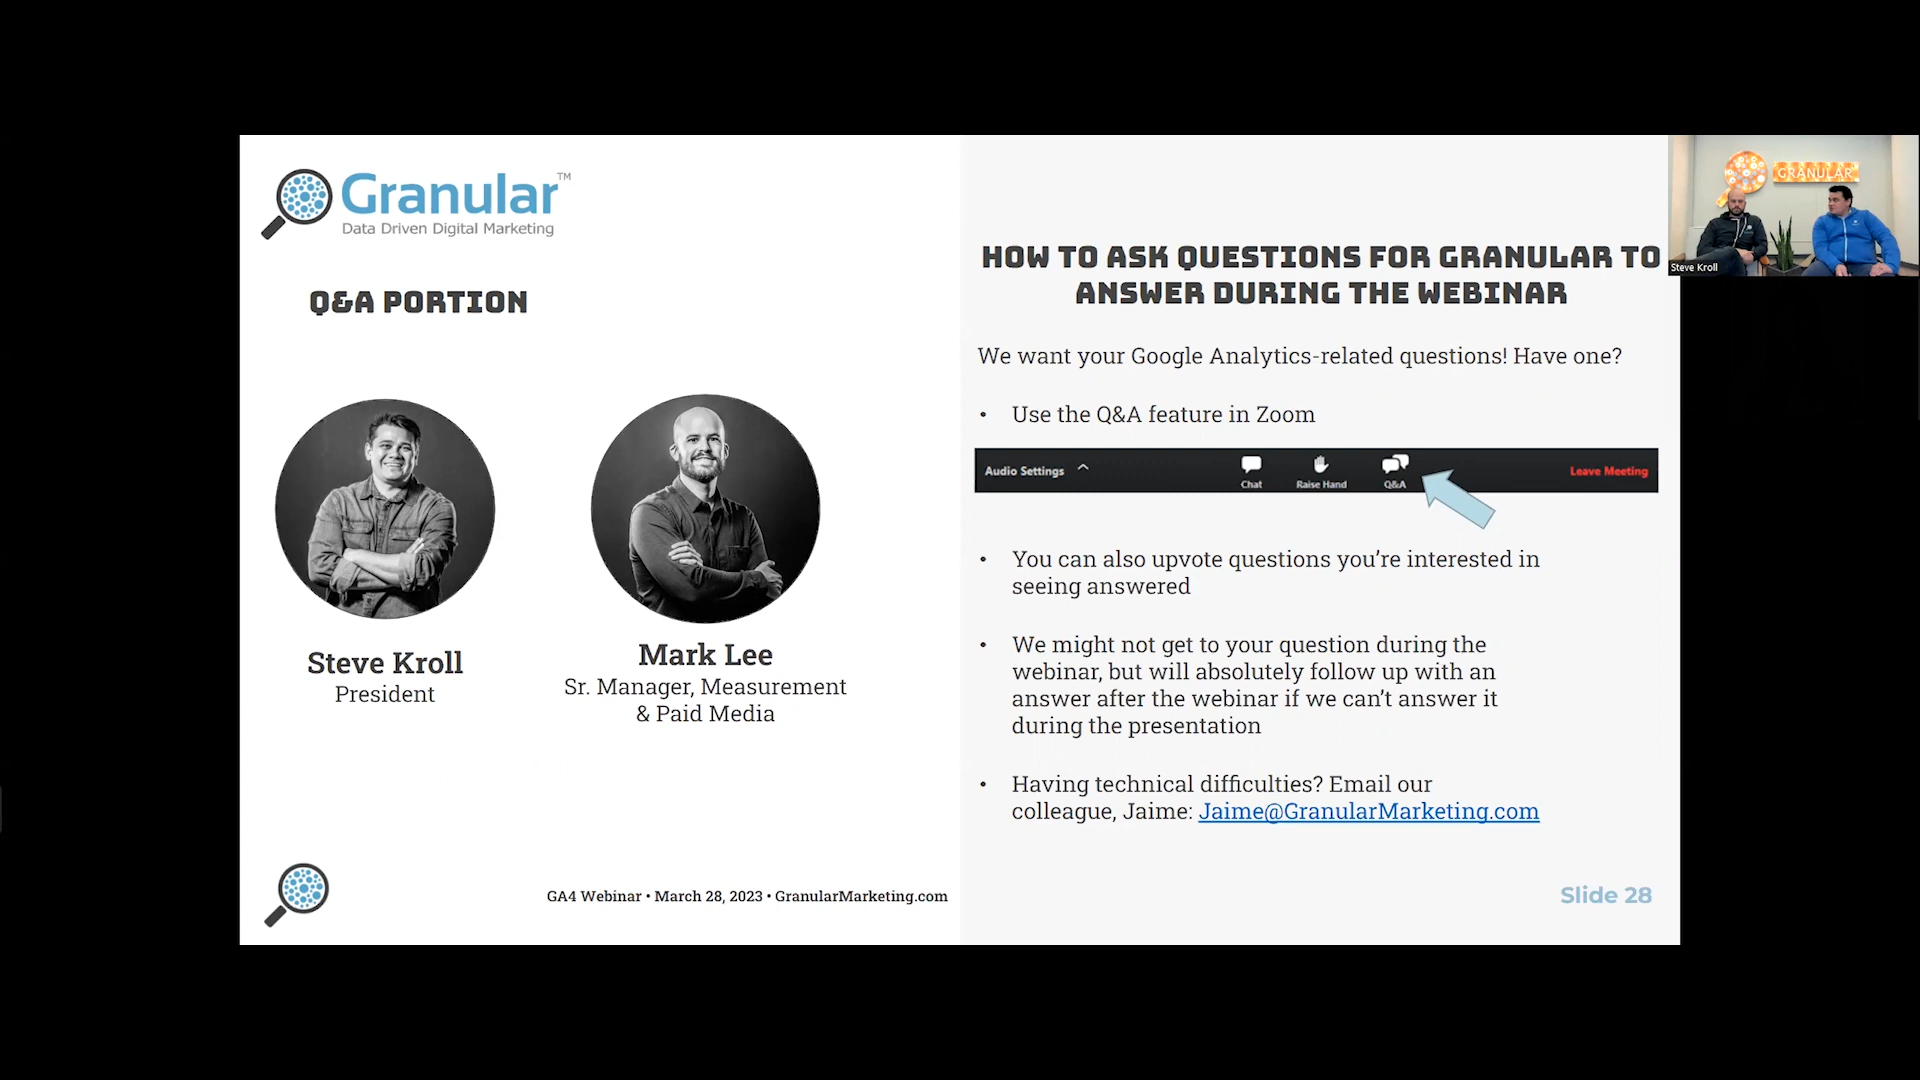 Granular™
Data Driven Digital Marketing
Q&A PORTION
Steve Kroll
President
Mark Lee
Sr. Manager, Measurement
& Paid Media
GA4 Webinar • March 28, 2023 • GranularMarketing.com
HOW TO ASK QUESTIONS FOR GRANULAR TO
ANSWER DURING THE WEBINAR
We want your Google Analytics-related questions! Have one?
• Use the Q&A feature in Zoom
Audio Settings
Chat
Raise Hand
Q&A
Leave Meeting
• You can also upvote questions you’re interested in
seeing answered
• We might not get to your question during the
webinar, but will absolutely follow up with an
answer after the webinar if we can’t answer it
during the presentation
• Having technical difficulties? Email our
colleague, Jaime: Jaime@GranularMarketing.com
Slide 28
GRANULAR
Steve Kroll